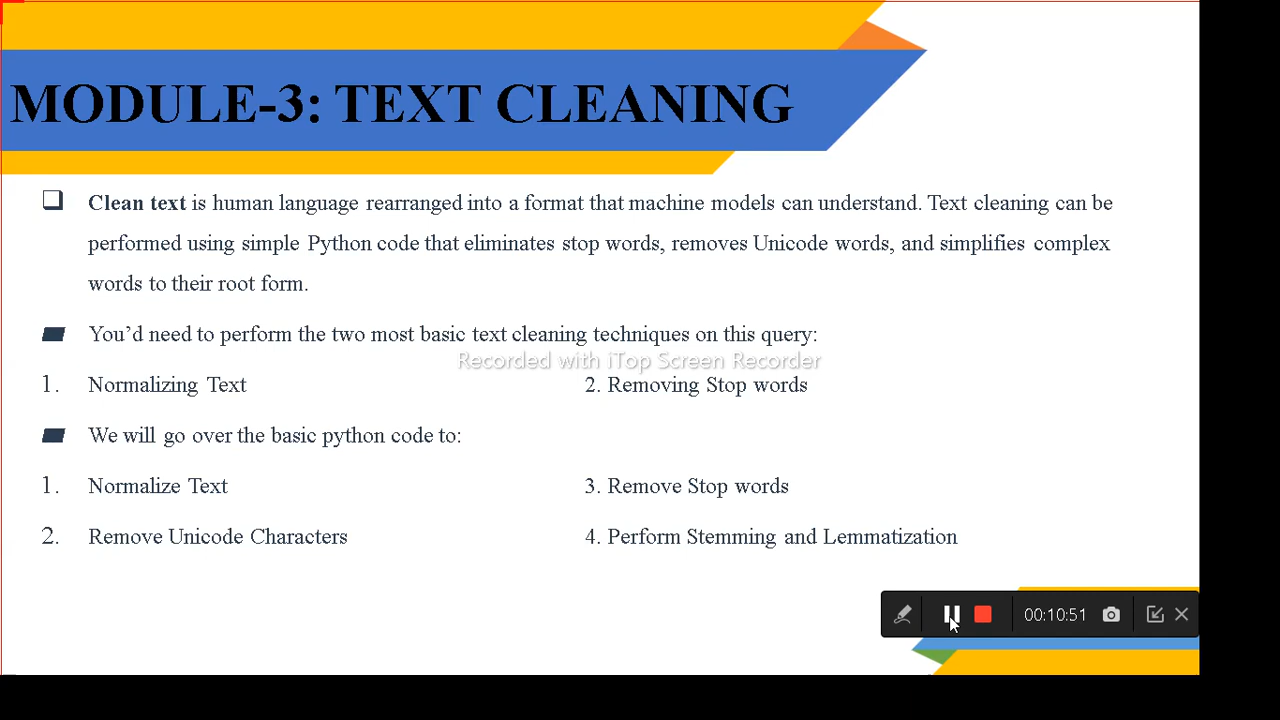 MODULE-3: TEXT CLEANING
Clean text is human language rearranged into a format that machine models can understand. Text cleaning can be
performed using simple Python code that eliminates stop words, removes Unicode words, and simplifies complex
words to their root form.
You’d need to perform the two most basic text cleaning techniques on this query:
Recorded with iTop Screen Recorder
1. Normalizing Text 2. Removing Stop words
We will go over the basic python code to:
1. Normalize Text 3. Remove Stop words
2. Remove Unicode Characters 4. Perform Stemming and Lemmatization
00:10:51